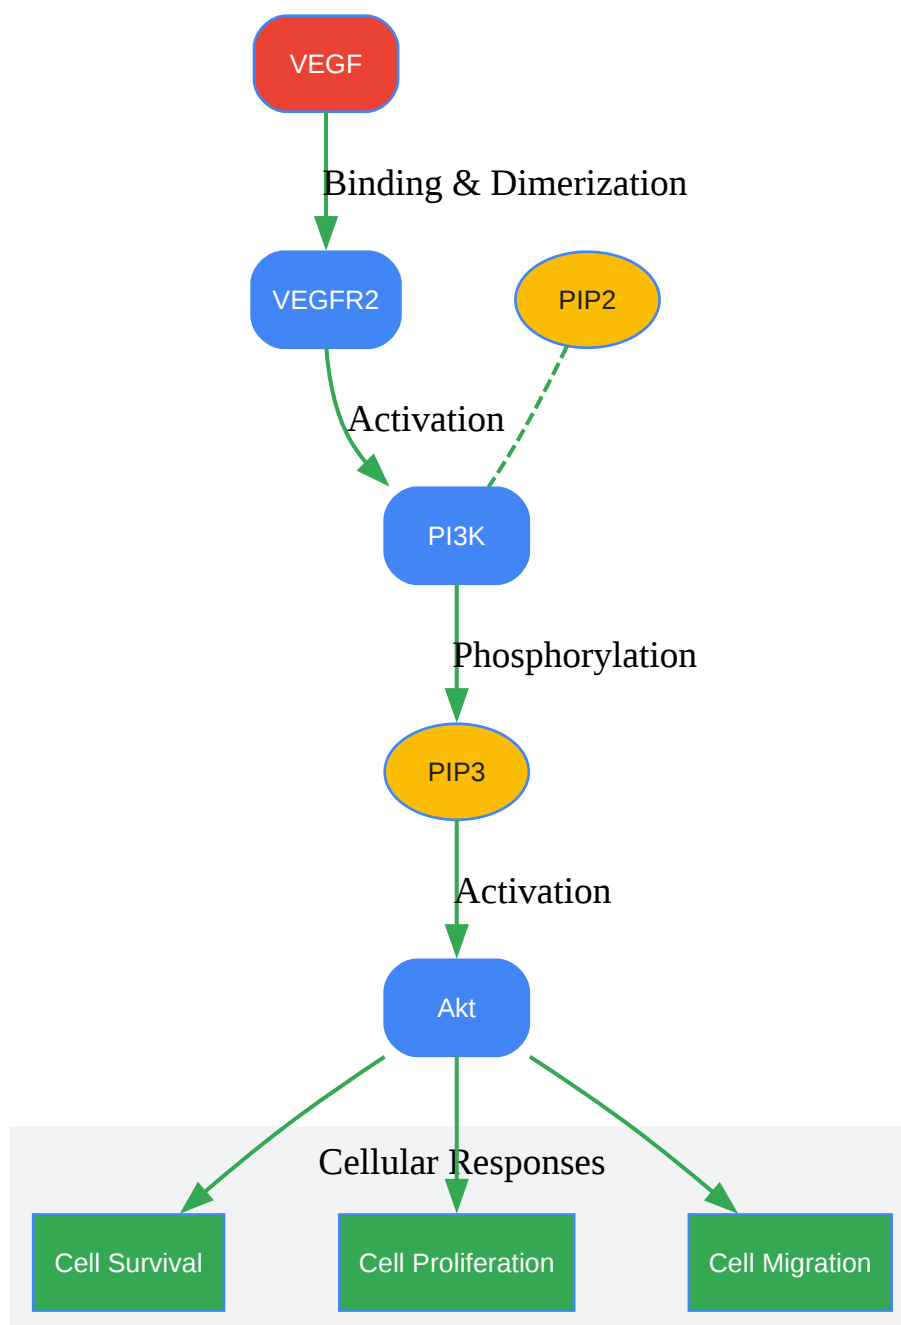 VEGF
Binding & Dimerization
VEGFR2
PIP2
Activation
PI3K
Phosphorylation
PIP3
Activation
Akt
Cellular Responses
Cell Survival
Cell Proliferation
Cell Migration